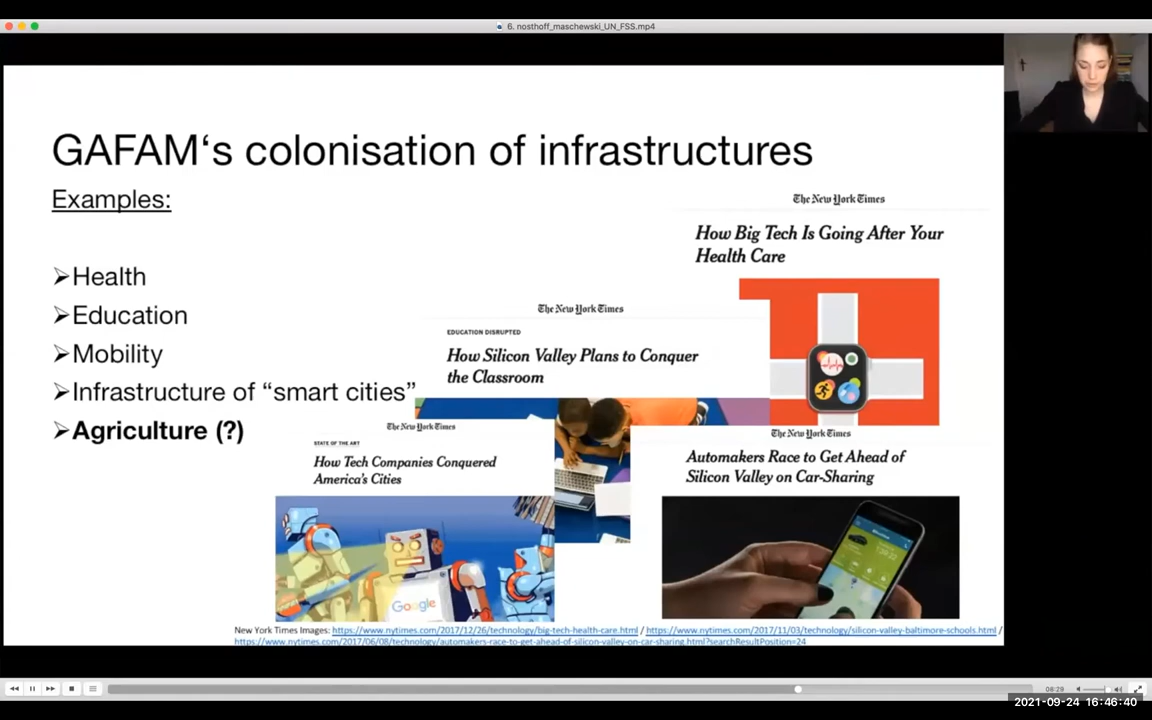 6. nosthoff_maschewski_UN_FSS.mp4
GAFAM‘s colonisation of infrastructures
Examples:
➢Health
➢Education
➢Mobility
➢Infrastructure of “smart cities”
➢Agriculture (?)
The New York Times
How Big Tech Is Going After Your
Health Care
The New York Times
EDUCATION DISRUPTED
How Silicon Valley Plans to Conquer
the Classroom
The New York Times
STATE OF THE ART
How Tech Companies Conquered
America's Cities
Google
The New York Times
Automakers Race to Get Ahead of
Silicon Valley on Car-Sharing
New York Times Images: https://www.nytimes.com/2017/12/26/technology/big-tech-health-care.html / https://www.nytimes.com/2017/11/03/technology/silicon-valley-baltimore-schools.html /
https://www.nytimes.com/2017/06/08/technology/automakers-race-to-get-ahead-of-silicon-valley-on-car-sharing.html?searchResultPosition=24
08:29
2021-09-24 16:46:40